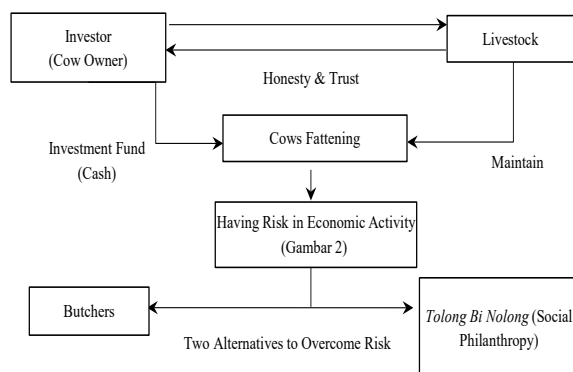 Investor
(Cow Owner)
Livestock
Honesty & Trust
Investment Fund
(Cash)
Cows Fattening
Maintain
Having Risk in Economic Activity
(Gambar 2)
Butchers
Tolong Bi Nolong (Social
Philanthropy)
Two Alternatives to Overcome Risk